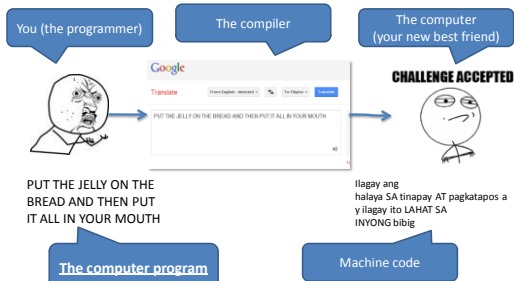 You (the programmer)
The compiler
The computer
(your new best friend)
Google
Translate
From: English - detected
To: Filipino
Translate
PUT THE JELLY ON THE BREAD AND THEN PUT IT ALL IN YOUR MOUTH
CHALLENGE ACCEPTED
PUT THE JELLY ON THE
BREAD AND THEN PUT
IT ALL IN YOUR MOUTH
Ilagay ang
halaya SA tinapay AT pagkatapos a
y ilagay ito LAHAT SA
INYONG bibig
The computer program
Machine code